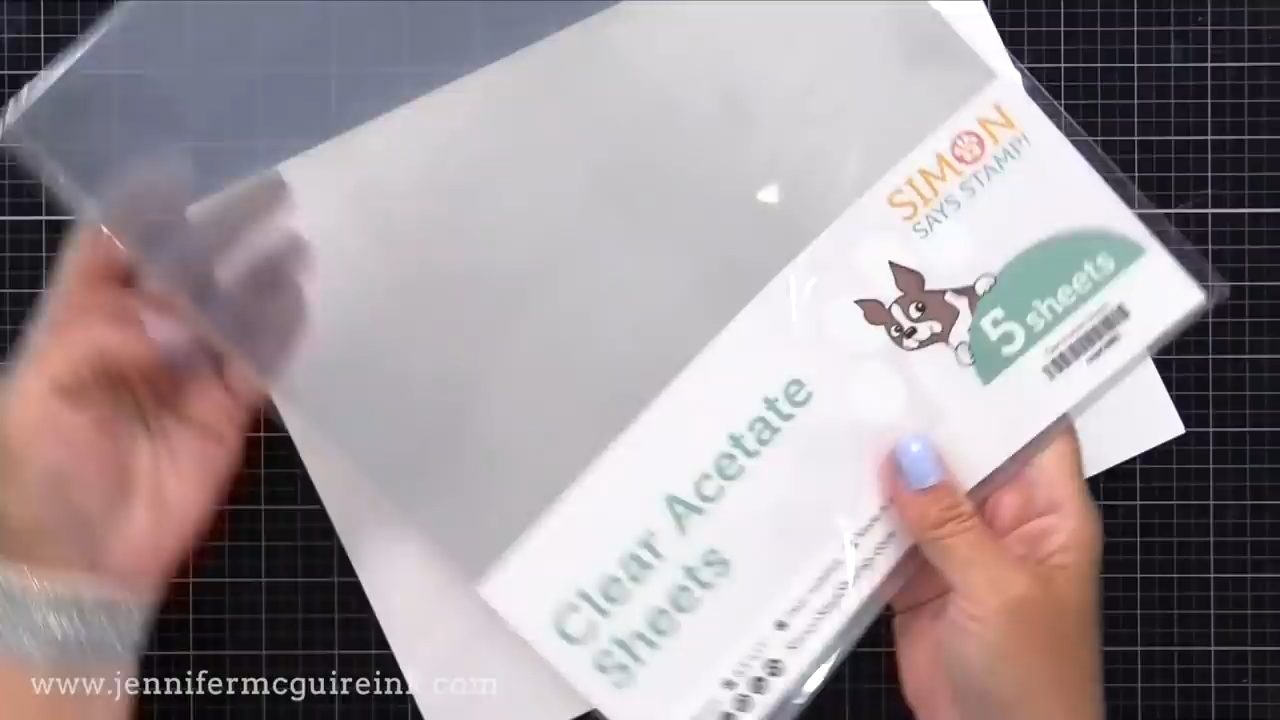 SIMON
SAYS STAMP!
5 sheets
Clear Acetate
Sheets
www.jennifermcguireink.com